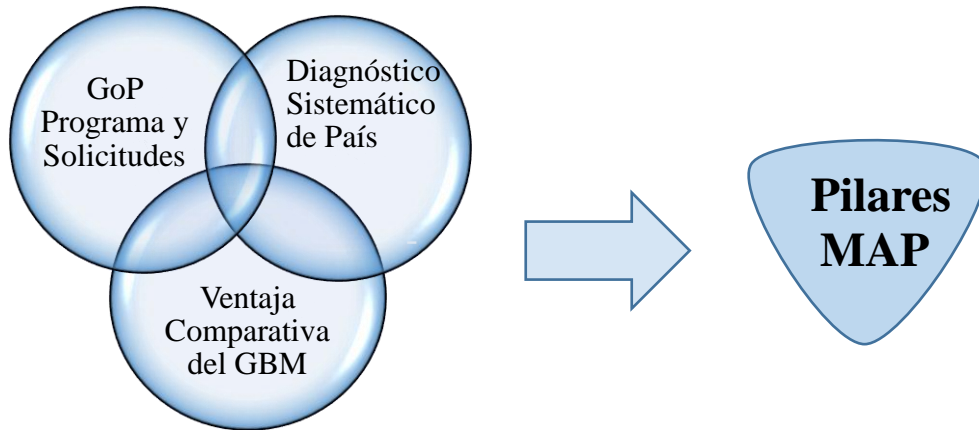 GoP
Programa y
Solicitudes
Diagnóstico
Sistemático
de País
Ventaja
Comparativa
del GBM
Pilares
MAP